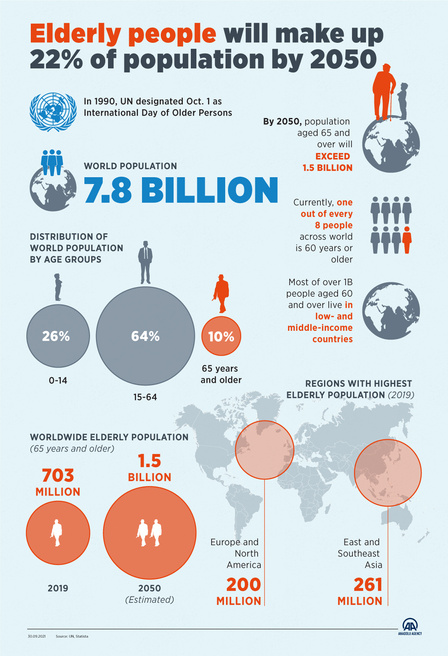 Elderly people will make up
22% of population by 2050
In 1990, UN designated Oct. 1 as
International Day of Older Persons
By 2050, population
aged 65 and
over will
EXCEED
1.5 BILLION
WORLD POPULATION
7.8 BILLION
Currently, one
out of every
8 people
across world
is 60 years or
older
DISTRIBUTION OF
WORLD POPULATION
BY AGE GROUPS
26%
64%
10%
0-14
15-64
65 years
and older
Most of over 1B
people aged 60
and over live in
low- and
middle-income
countries
REGIONS WITH HIGHEST
ELDERLY POPULATION (2019)
WORLDWIDE ELDERLY POPULATION
(65 years and older)
703
MILLION
1.5
BILLION
2019
2050
(Estimated)
Europe and
North
America
200
MILLION
East and
Southeast
Asia
261
MILLION
30.09.2021
Source: UN, Statista
AA
ANADOLU AGENCY